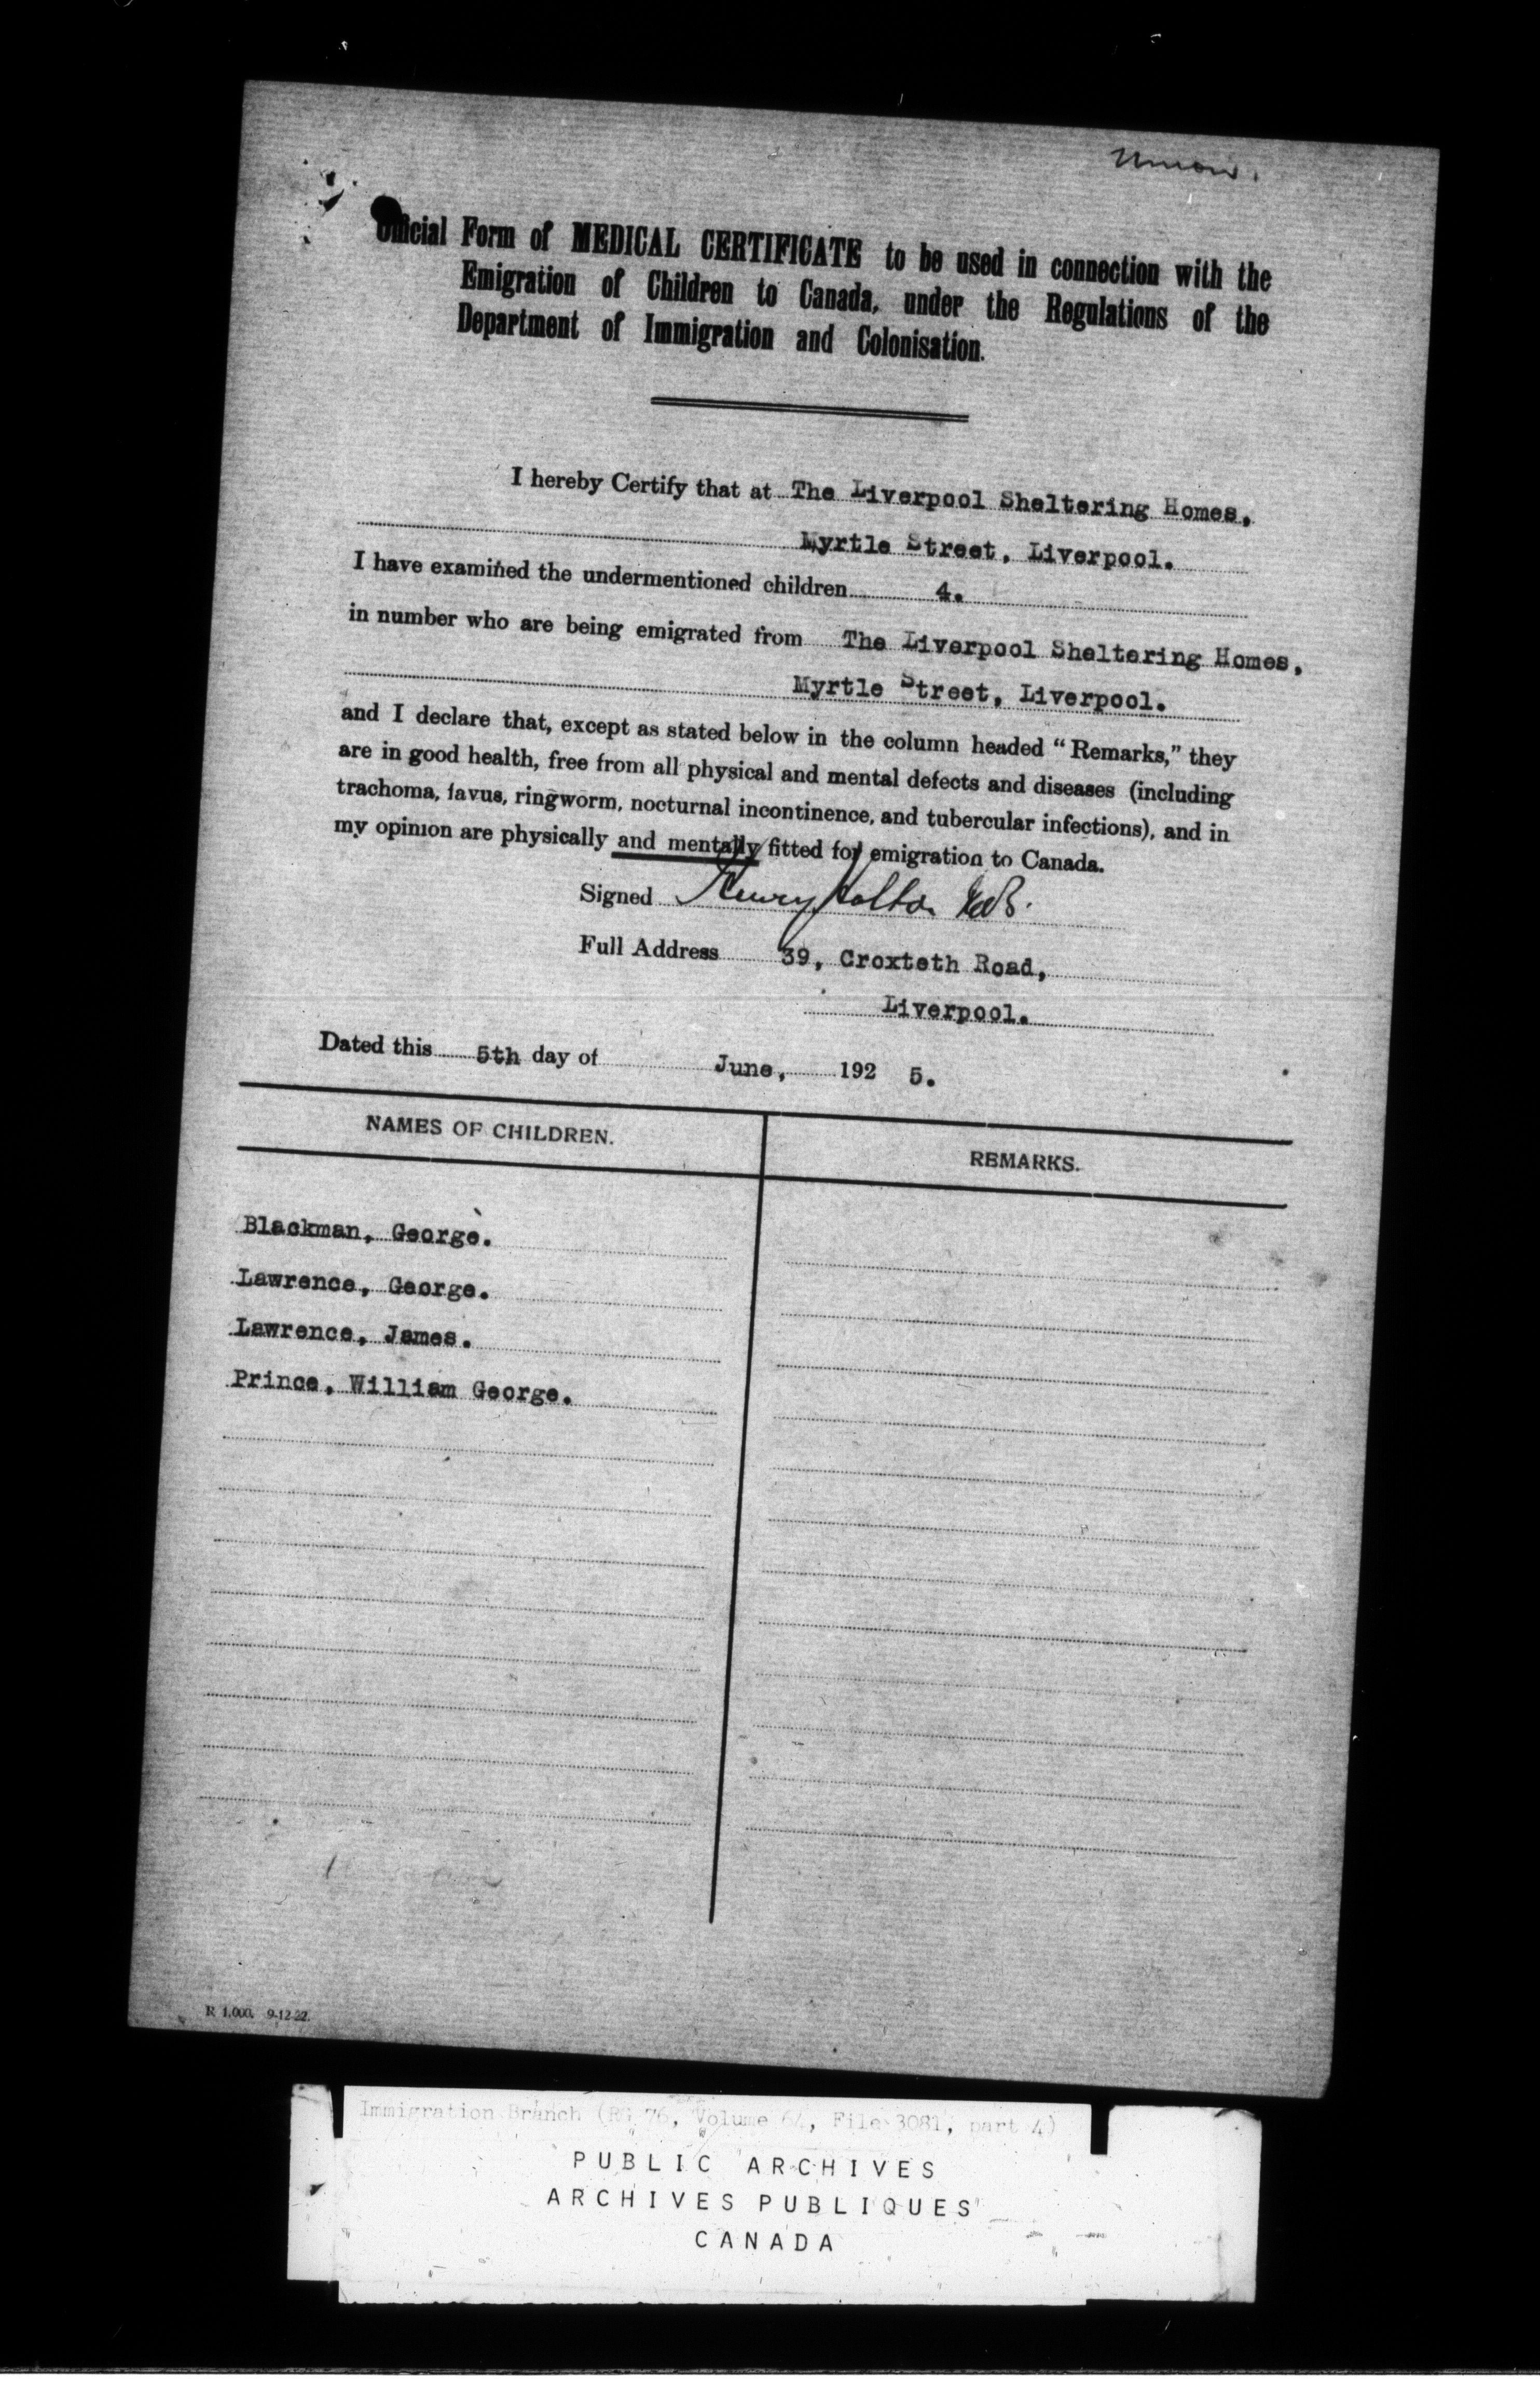 Union.
Official Form of MEDICAL CERTIFICATE to be used in connection with the
Emigration of Children to Canada, under the Regulations of the
Department of Immigration and Colonisation.
I hereby Certify that at The Liverpool Sheltering Homes,
Myrtle Street, Liverpool.
I have examined the undermentioned children 4.
in number who are being emigrated from The Liverpool Sheltering Homes,
Myrtle Street, Liverpool.
and I declare that, except as stated below in the column headed “Remarks,” they
are in good health, free from all physical and mental defects and diseases (including
trachoma, favus, ringworm, nocturnal incontinence, and tubercular infections), and in
my opinion are physically and mentally fitted for emigration to Canada.
Signed Henry
Full Address 39, Croxteth Road,
Liverpool.
Dated this 5th day of June, 192 5.
NAMES OF CHILDREN.
REMARKS.
Blackman, George.
Lawrence, George.
Lawrence, James.
Prince, William George.
R 1,000. 9-12-22.
Immigration Branch (RG 76, Volume 64, File 3081, part 4)
PUBLIC ARCHIVES
ARCHIVES PUBLIQUES
CANADA